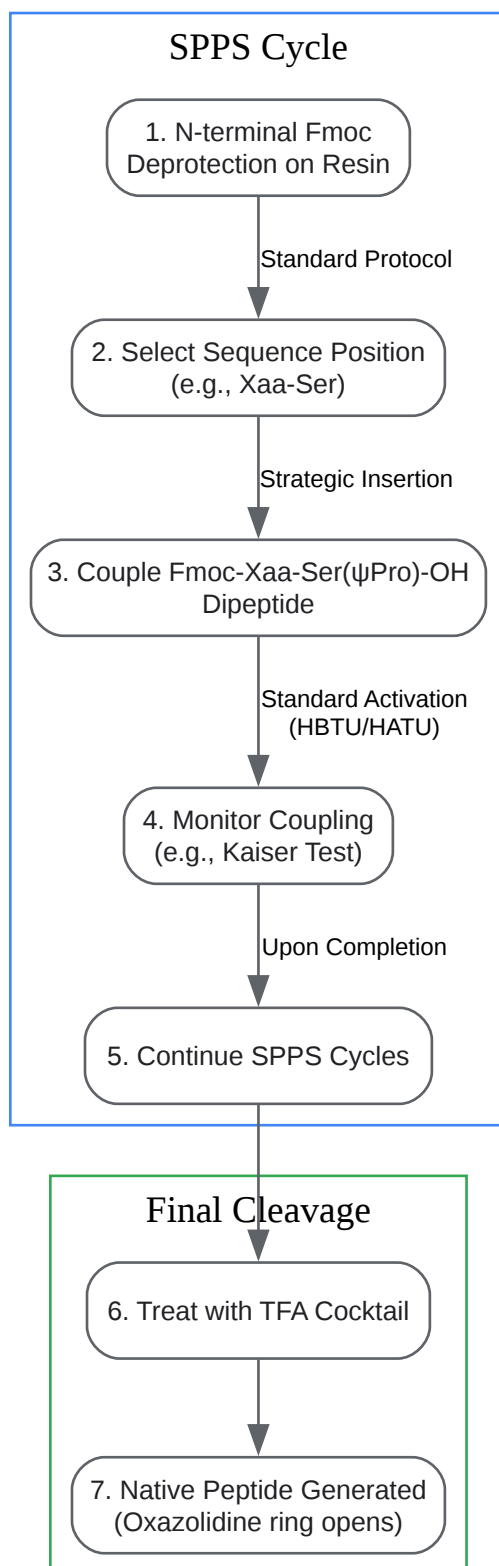 SPPS Cycle
1. N-terminal Fmoc
Deprotection on Resin
Standard Protocol
2. Select Sequence Position
(e.g., Xaa-Ser)
Strategic Insertion
3. Couple Fmoc-Xaa-Ser(ψPro)-OH
Dipeptide
Standard Activation
(HBTU/HATU)
4. Monitor Coupling
(e.g., Kaiser Test)
Upon Completion
5. Continue SPPS Cycles
Final Cleavage
6. Treat with TFA Cocktail
7. Native Peptide Generated
(Oxazolidine ring opens)